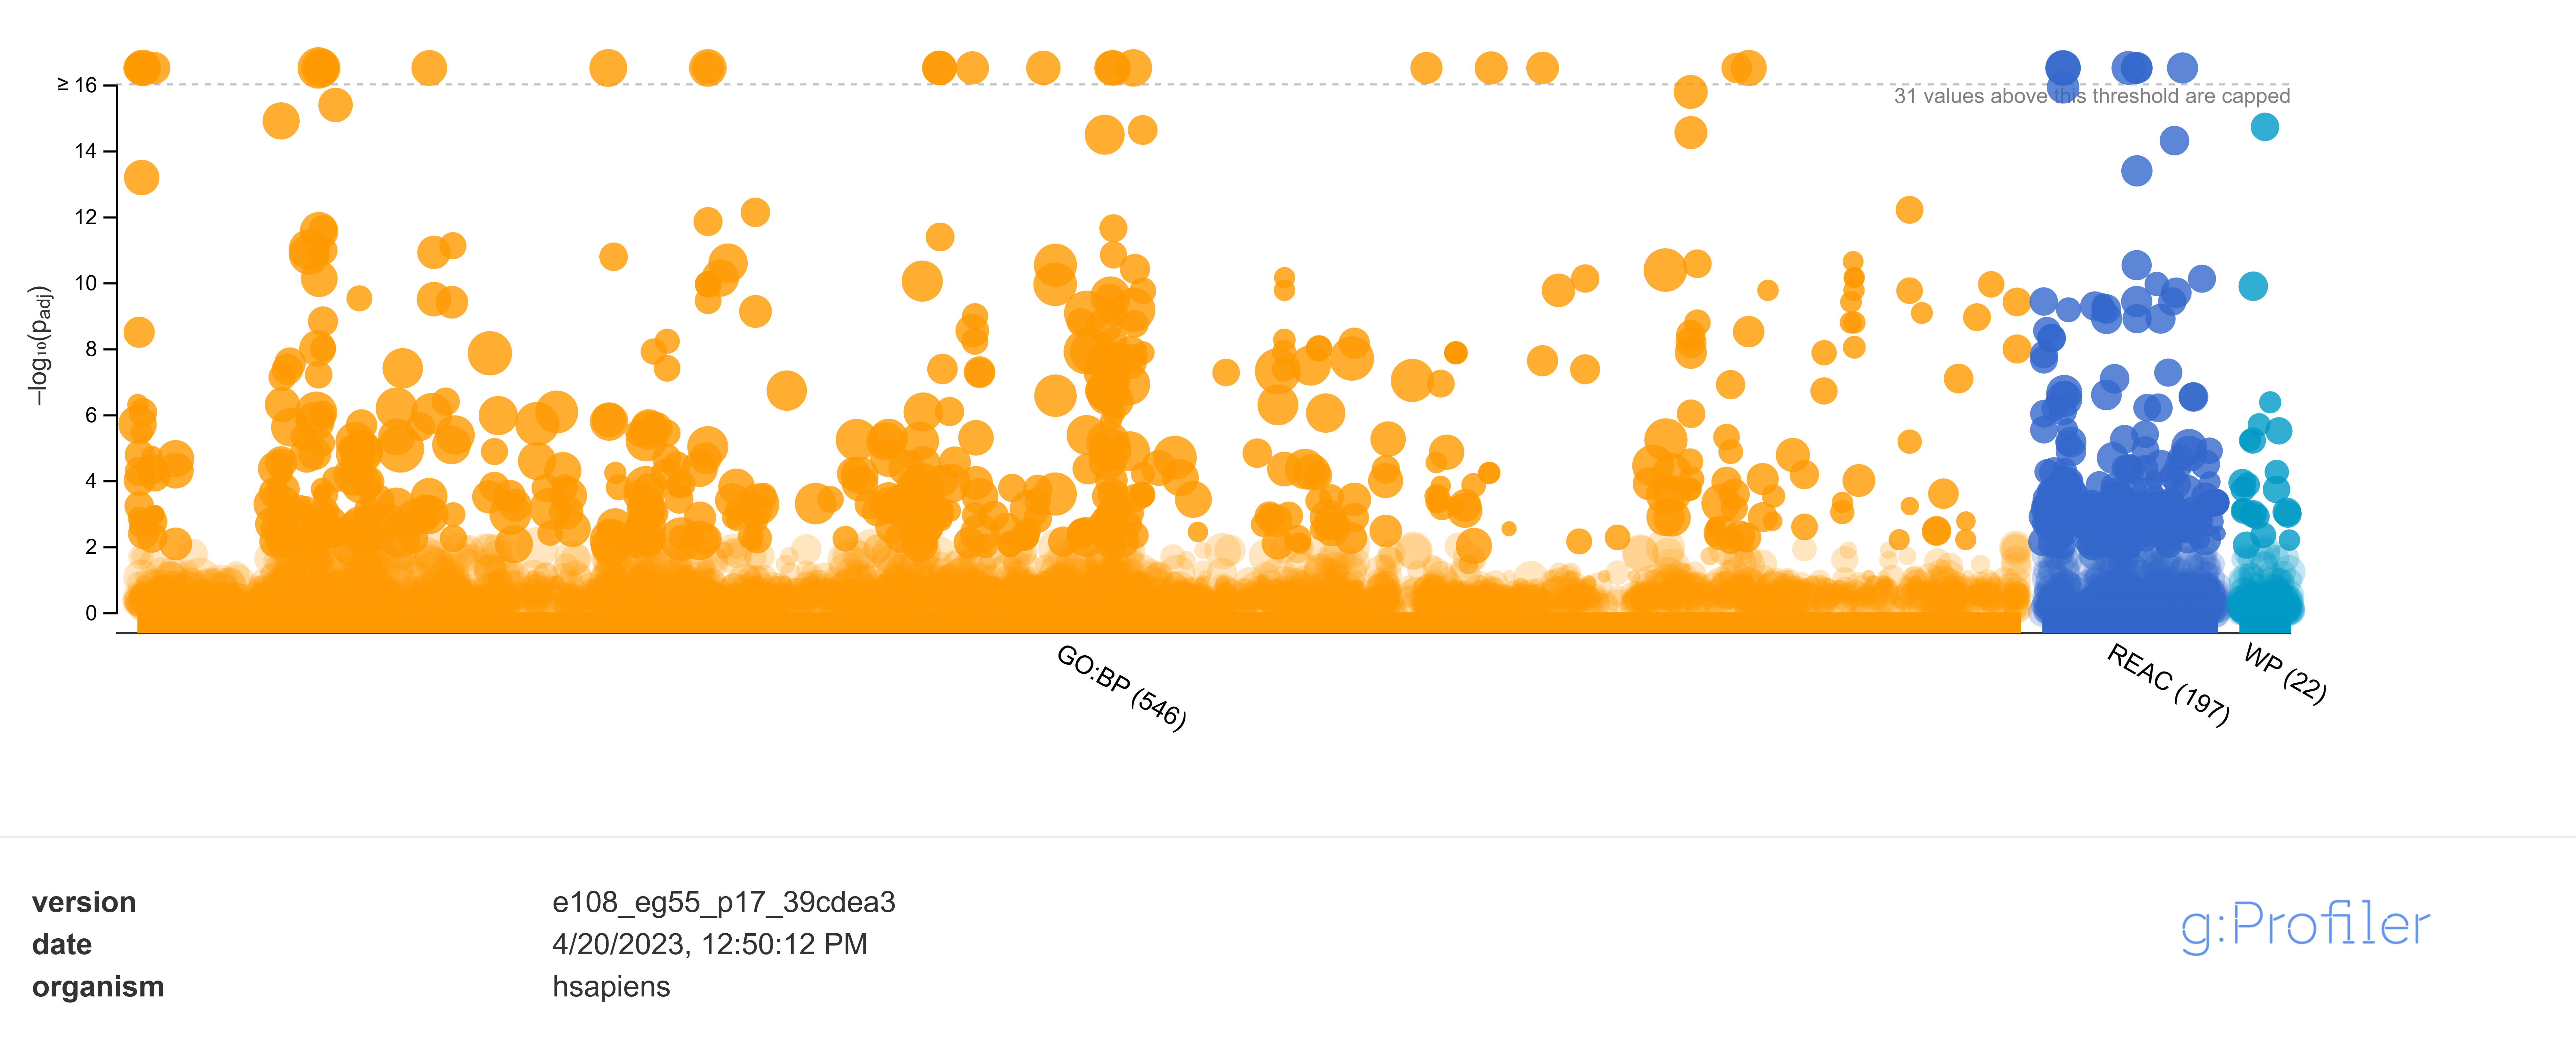 ≥ 16
31 values above this threshold are capped
14
12
10
8
6
4
2
0
−log10(padj)
GO:BP (546)
REAC (197)
WP (22)
version e108_eg55_p17_39cdea3
date 4/20/2023, 12:50:12 PM
organism hsapiens
g:Profiler